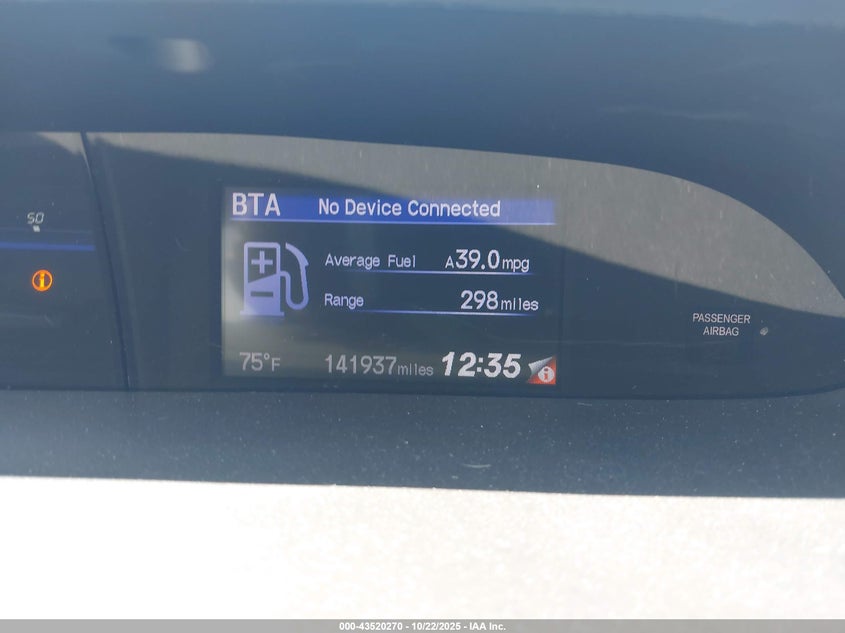 BTA No Device Connected
50
Average Fuel A39.0mpg
Range 298miles
PASSENGER
AIRBAG
75°F 141937miles 12:35
000-43520270 - 10/22/2025 - IAA Inc.